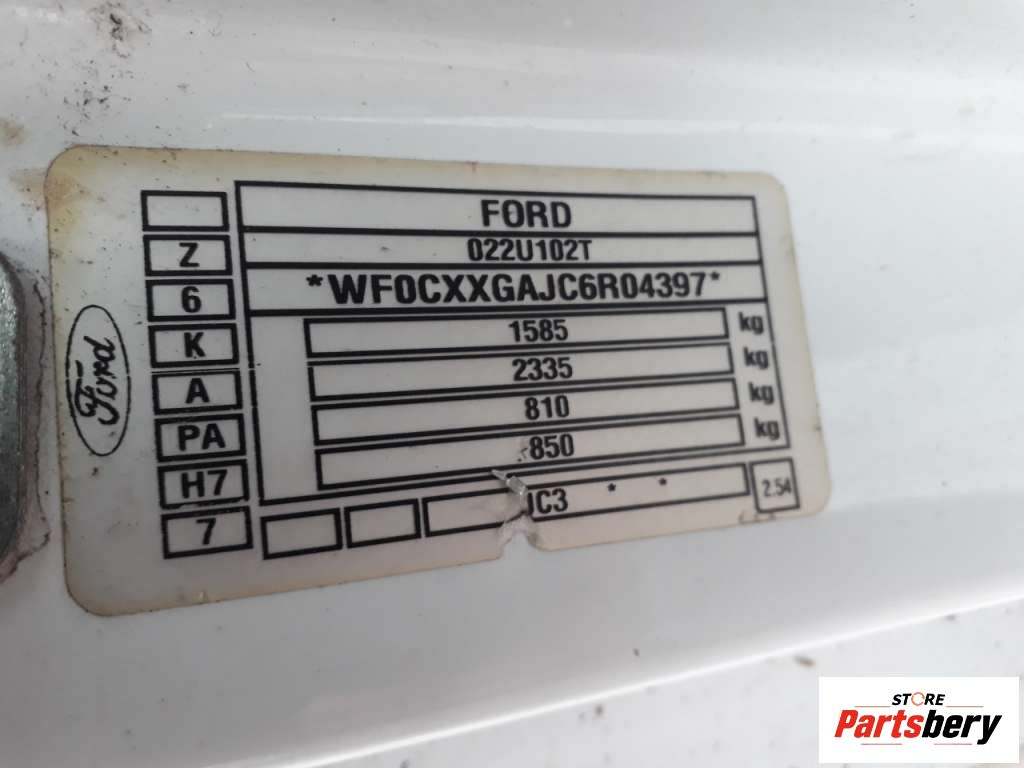 FORD
022U102T
*WF0CXXGAJC6R04397*
1585 kg
2335 kg
810 kg
850 kg
Z
6
K
A
PA
H7
7
C3 * *
2.54
Ford
STORE
Partsbery